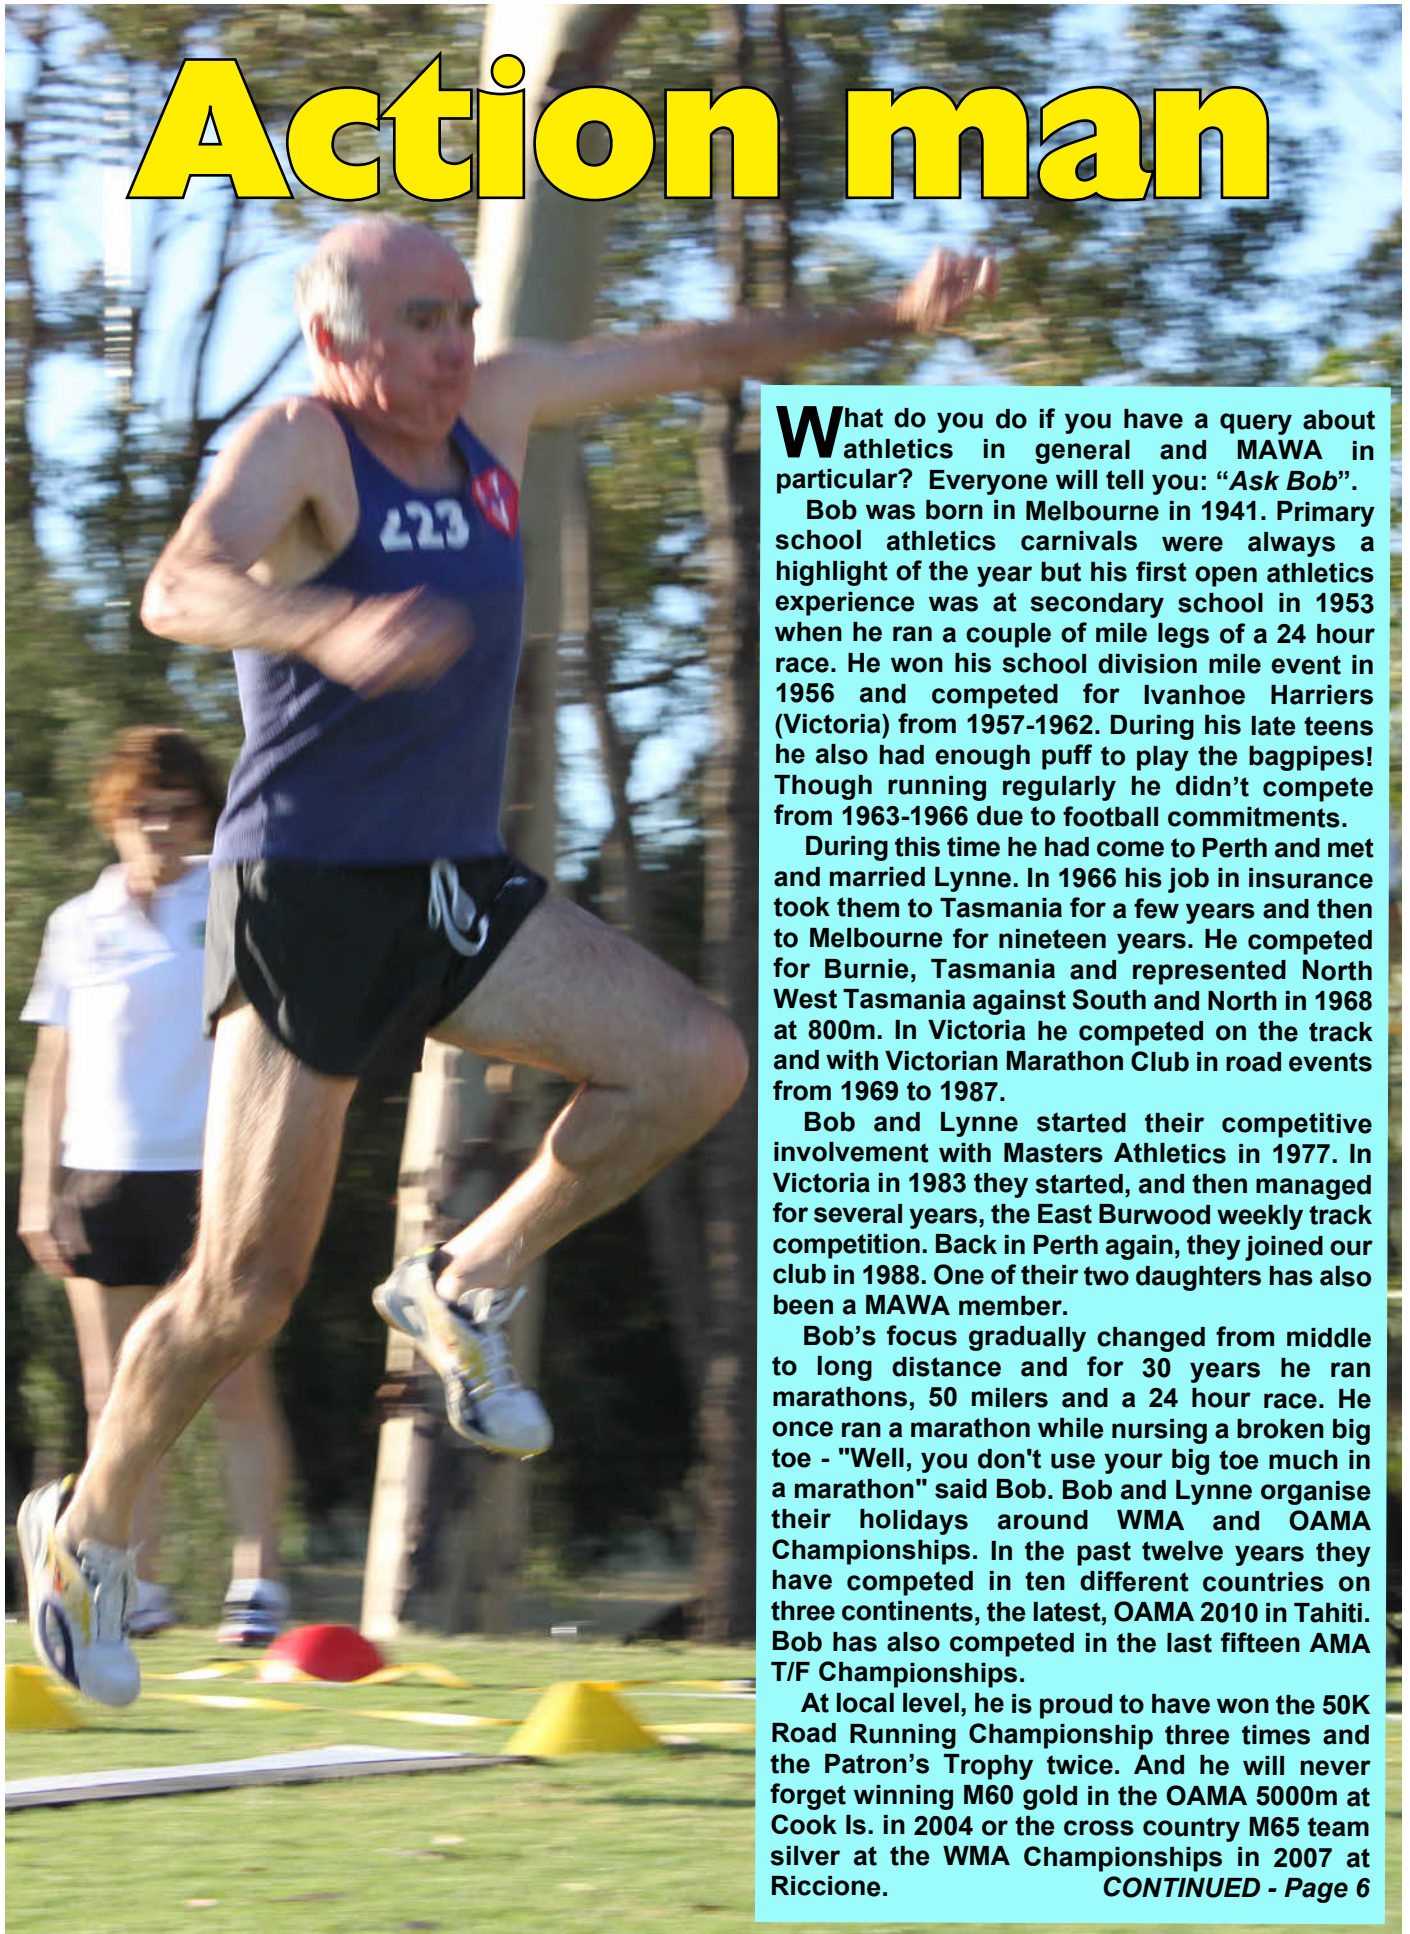 Action man
223
What do you do if you have a query about
athletics in general and MAWA in
particular? Everyone will tell you: “Ask Bob”.
Bob was born in Melbourne in 1941. Primary
school athletics carnivals were always a
highlight of the year but his first open athletics
experience was at secondary school in 1953
when he ran a couple of mile legs of a 24 hour
race. He won his school division mile event in
1956 and competed for Ivanhoe Harriers
(Victoria) from 1957-1962. During his late teens
he also had enough puff to play the bagpipes!
Though running regularly he didn’t compete
from 1963-1966 due to football commitments.
During this time he had come to Perth and met
and married Lynne. In 1966 his job in insurance
took them to Tasmania for a few years and then
to Melbourne for nineteen years. He competed
for Burnie, Tasmania and represented North
West Tasmania against South and North in 1968
at 800m. In Victoria he competed on the track
and with Victorian Marathon Club in road events
from 1969 to 1987.
Bob and Lynne started their competitive
involvement with Masters Athletics in 1977. In
Victoria in 1983 they started, and then managed
for several years, the East Burwood weekly track
competition. Back in Perth again, they joined our
club in 1988. One of their two daughters has also
been a MAWA member.
Bob’s focus gradually changed from middle
to long distance and for 30 years he ran
marathons, 50 milers and a 24 hour race. He
once ran a marathon while nursing a broken big
toe - "Well, you don't use your big toe much in
a marathon" said Bob. Bob and Lynne organise
their holidays around WMA and OAMA
Championships. In the past twelve years they
have competed in ten different countries on
three continents, the latest, OAMA 2010 in Tahiti.
Bob has also competed in the last fifteen AMA
T/F Championships.
At local level, he is proud to have won the 50K
Road Running Championship three times and
the Patron’s Trophy twice. And he will never
forget winning M60 gold in the OAMA 5000m at
Cook Is. in 2004 or the cross country M65 team
silver at the WMA Championships in 2007 at
Riccione. CONTINUED - Page 6